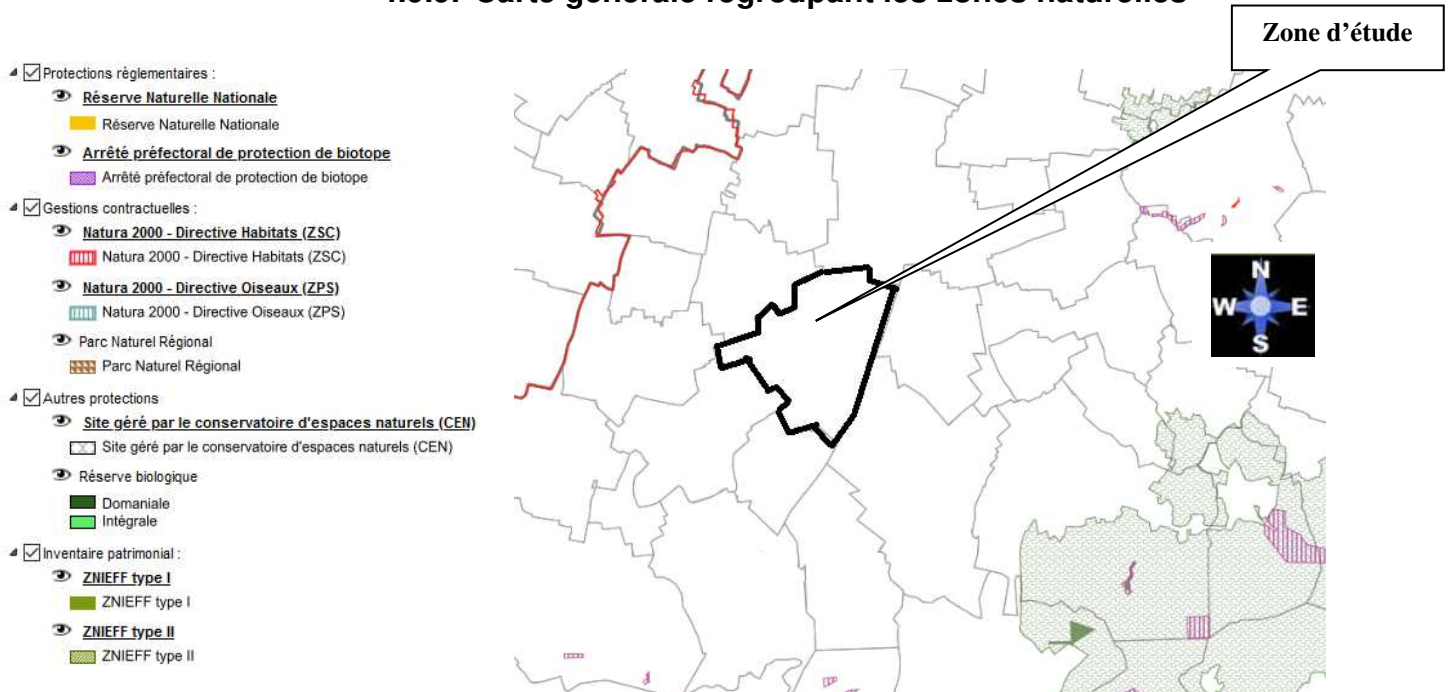 Zone d'étude
Protections règlementaires :
Réserve Naturelle Nationale
Réserve Naturelle Nationale
Arrêté préfectoral de protection de biotope
Arrêté préfectoral de protection de biotope
Gestions contractuelles :
Natura 2000 - Directive Habitats (ZSC)
Natura 2000 - Directive Habitats (ZSC)
Natura 2000 - Directive Oiseaux (ZPS)
Natura 2000 - Directive Oiseaux (ZPS)
Parc Naturel Régional
Parc Naturel Régional
Autres protections
Site géré par le conservatoire d'espaces naturels (CEN)
Site géré par le conservatoire d'espaces naturels (CEN)
Réserve biologique
Domaniale
Intégrale
Inventaire patrimonial :
ZNIEFF type I
ZNIEFF type I
ZNIEFF type II
ZNIEFF type II
N
W E
S